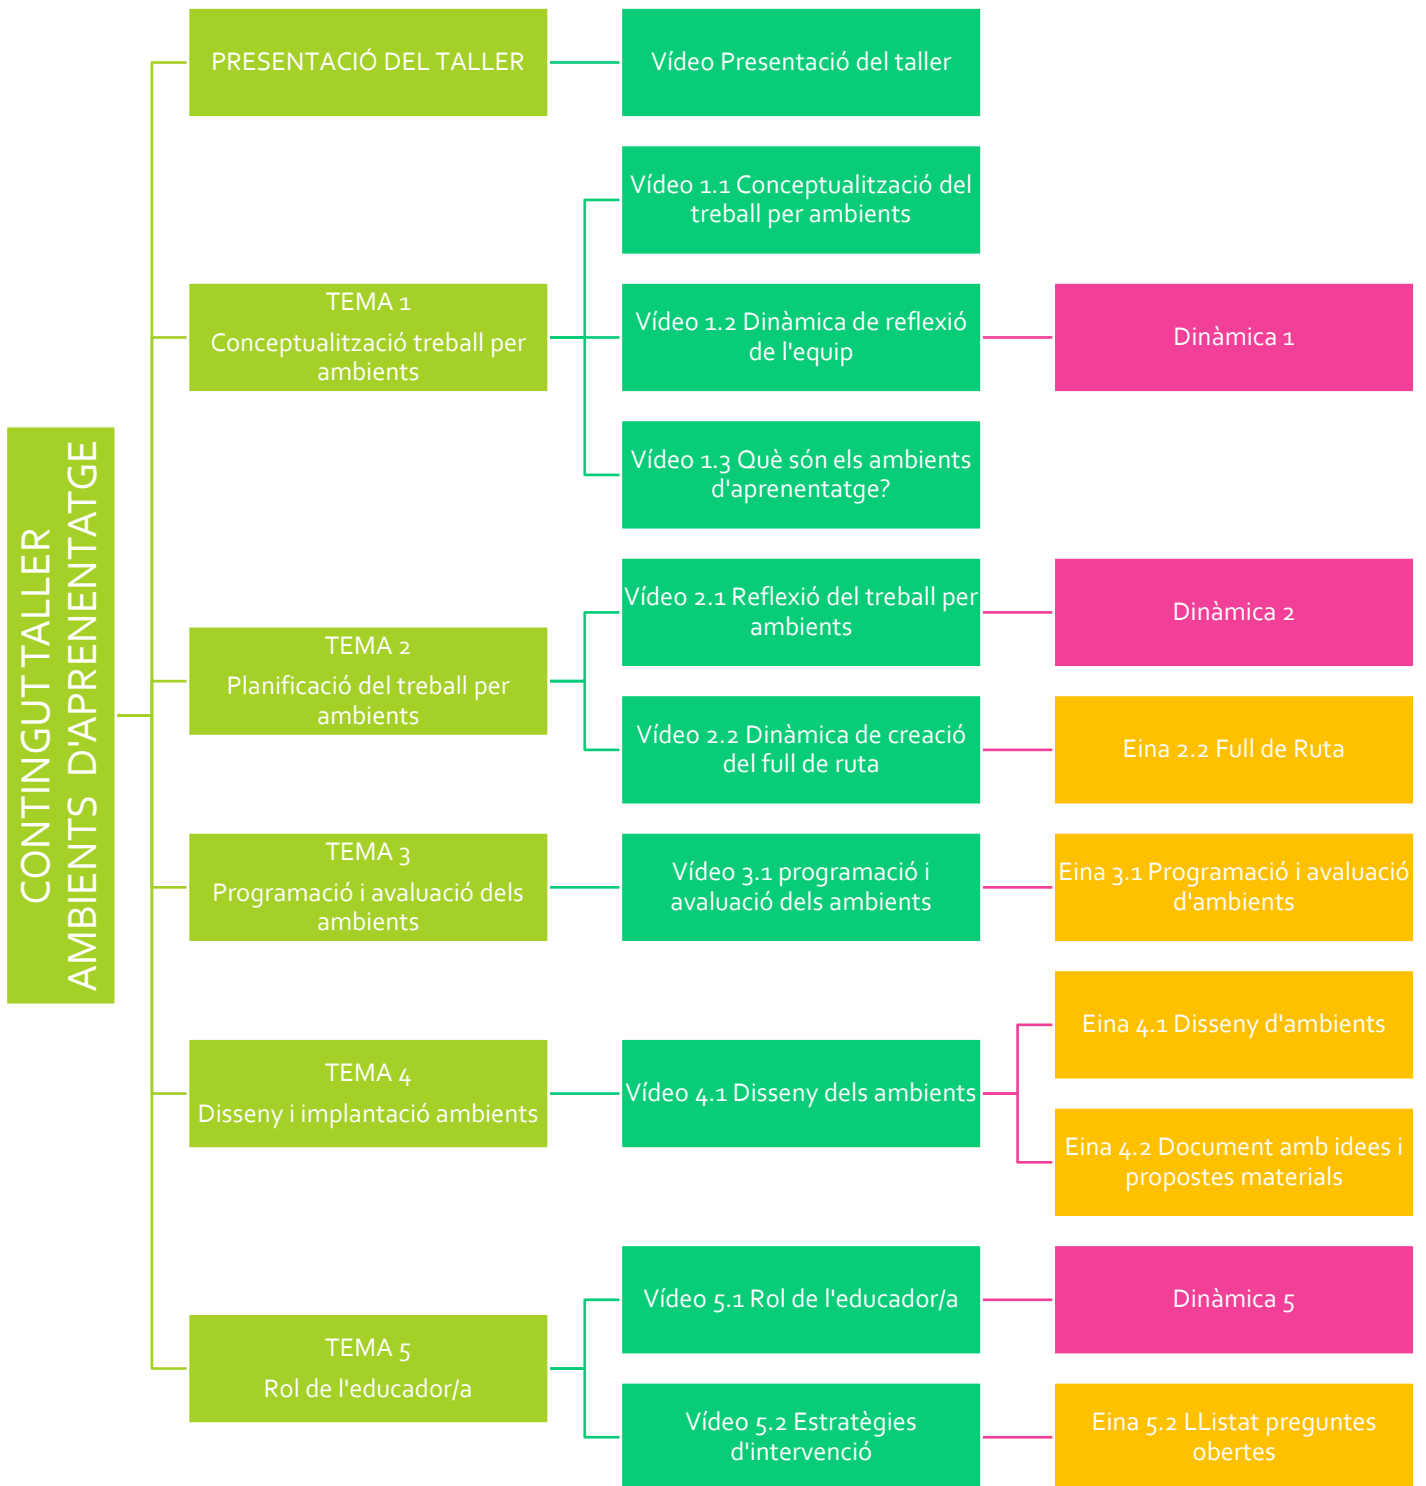 CONTINGUT TALLER
AMBIENTS D'APRENENTATGE
PRESENTACIÓ DEL TALLER
Vídeo Presentació del taller
TEMA 1
Conceptualització treball per
ambients
Vídeo 1.1 Conceptualització del
treball per ambients
Vídeo 1.2 Dinàmica de reflexió
de l'equip
Dinàmica 1
Vídeo 1.3 Què són els ambients
d'aprenentatge?
TEMA 2
Planificació del treball per
ambients
Vídeo 2.1 Reflexió del treball per
ambients
Dinàmica 2
Vídeo 2.2 Dinàmica de creació
del full de ruta
Eina 2.2 Full de Ruta
TEMA 3
Programació i avaluació dels
ambients
Vídeo 3.1 programació i
avaluació dels ambients
Eina 3.1 Programació i avaluació
d'ambients
TEMA 4
Disseny i implantació ambients
Vídeo 4.1 Disseny dels ambients
Eina 4.1 Disseny d'ambients
Eina 4.2 Document amb idees i
propostes materials
TEMA 5
Rol de l'educador/a
Vídeo 5.1 Rol de l'educador/a
Dinàmica 5
Vídeo 5.2 Estratègies
d'intervenció
Eina 5.2 LListat preguntes
obertes